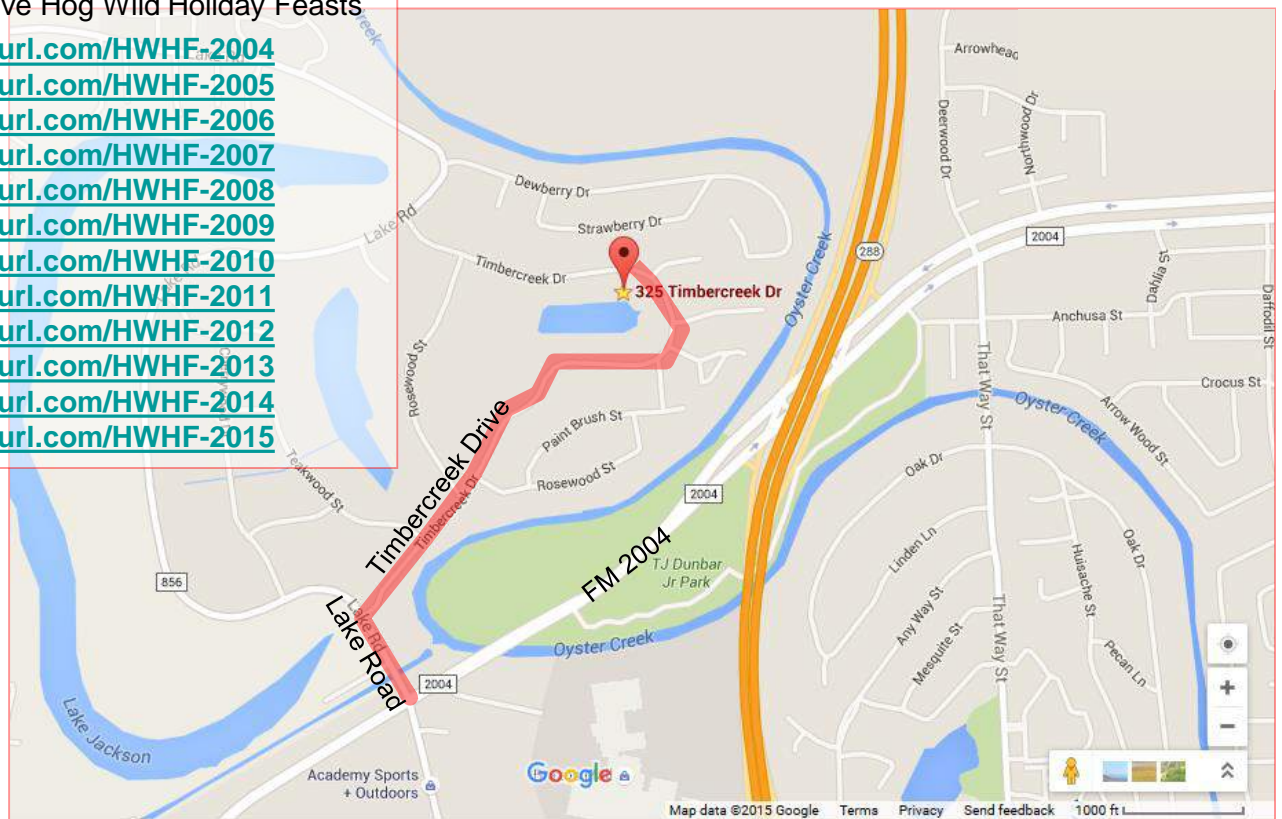 ve Hog Wild Holiday Feasts
url.com/HWHF-2004
url.com/HWHF-2005
url.com/HWHF-2006
url.com/HWHF-2007
url.com/HWHF-2008
url.com/HWHF-2009
url.com/HWHF-2010
url.com/HWHF-2011
url.com/HWHF-2012
url.com/HWHF-2013
url.com/HWHF-2014
url.com/HWHF-2015
Creek
Lake Rd
Arrowhead
Deerwood Dr
Northwood Dr
Dewberry Dr
Strawberry Dr
Lake Rd
Timbercreek Dr
325 Timbercreek Dr
Oyster Creek
288
2004
Dahlia St
Daffodil St
Anchusa St
Rosewood St
That Way St
Crocus St
Oyster Creek
Arrow Wood St
Paint Brush St
Timbercreek Drive
Timbercreek Dr
Rosewood St
Teakwood St
Oak Dr
2004
FM 2004
TJ Dunbar
Jr Park
Linden Ln
Huisache St
Oak Dr
856
Lake Rd
Lake Road
Any Way St
That Way St
Mesquite St
Pecan Ln
Oyster Creek
2004
Lake Jackson
Academy Sports
+ Outdoors
Google
Map data ©2015 Google Terms Privacy Send feedback 1000 ft